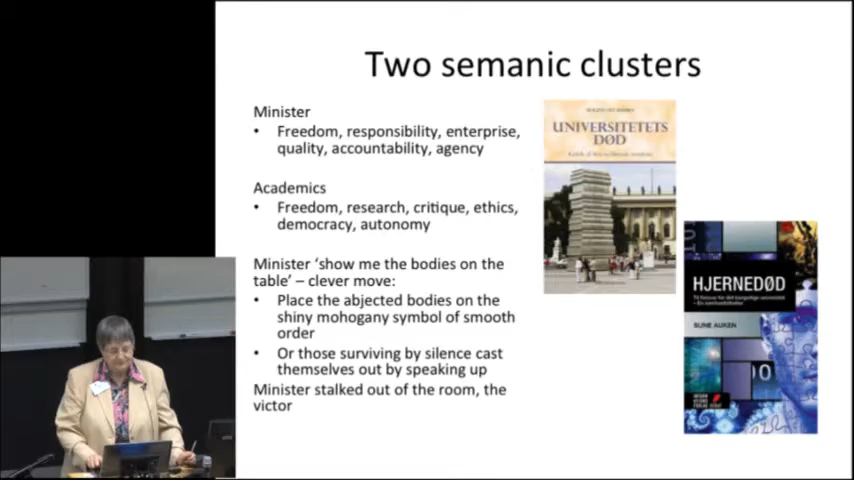 Two semanic clusters
Minister
• Freedom, responsibility, enterprise,
quality, accountability, agency
Academics
• Freedom, research, critique, ethics,
democracy, autonomy
Minister ‘show me the bodies on the
table’ – clever move:
• Place the abjected bodies on the
shiny mohogany symbol of smooth
order
• Or those surviving by silence cast
themselves out by speaking up
Minister stalked out of the room, the
victor
UNIVERSITETETS
DØD
HJERNEDØD
SUNE AUKEN